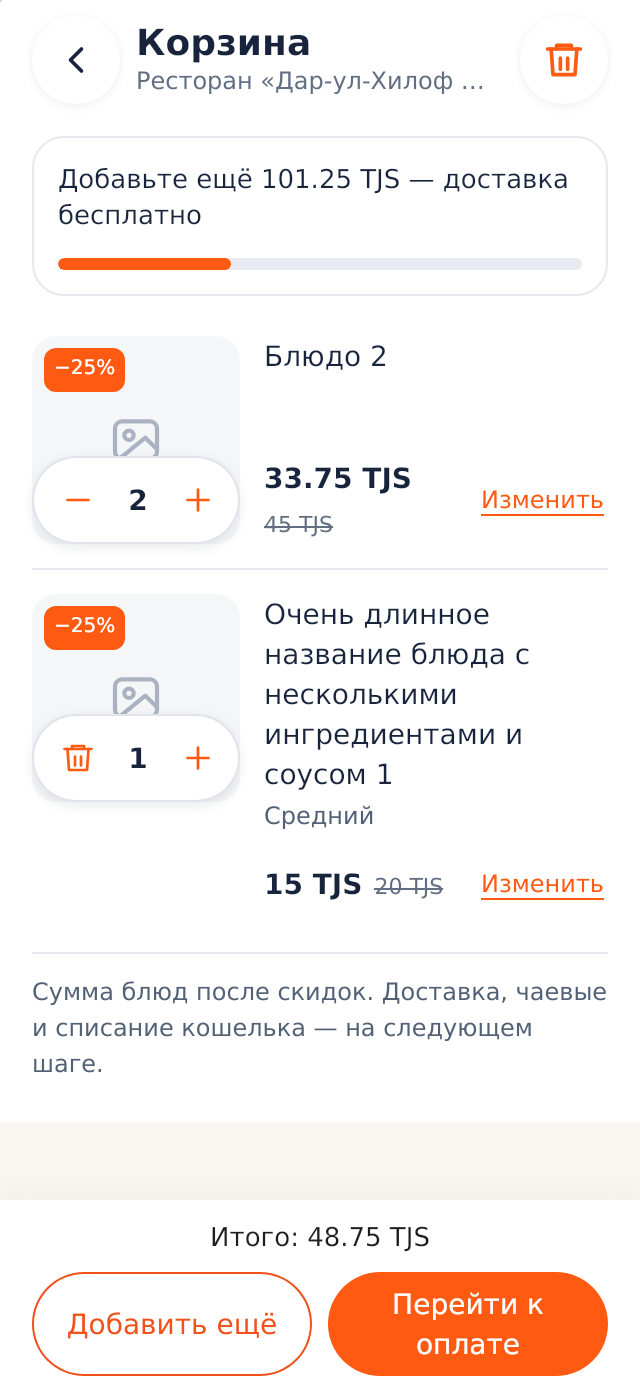 Корзина
Ресторан «Дар-ул-Хилоф ...
Добавьте ещё 101.25 TJS — доставка
бесплатно
−25%
Блюдо 2
33.75 TJS
45 TJS
Изменить
2
−25%
Очень длинное
название блюда с
несколькими
ингредиентами и
соусом 1
Средний
1
15 TJS 20 TJS Изменить
Сумма блюд после скидок. Доставка, чаевые
и списание кошелька — на следующем
шаге.
Итого: 48.75 TJS
Добавить ещё
Перейти к
оплате